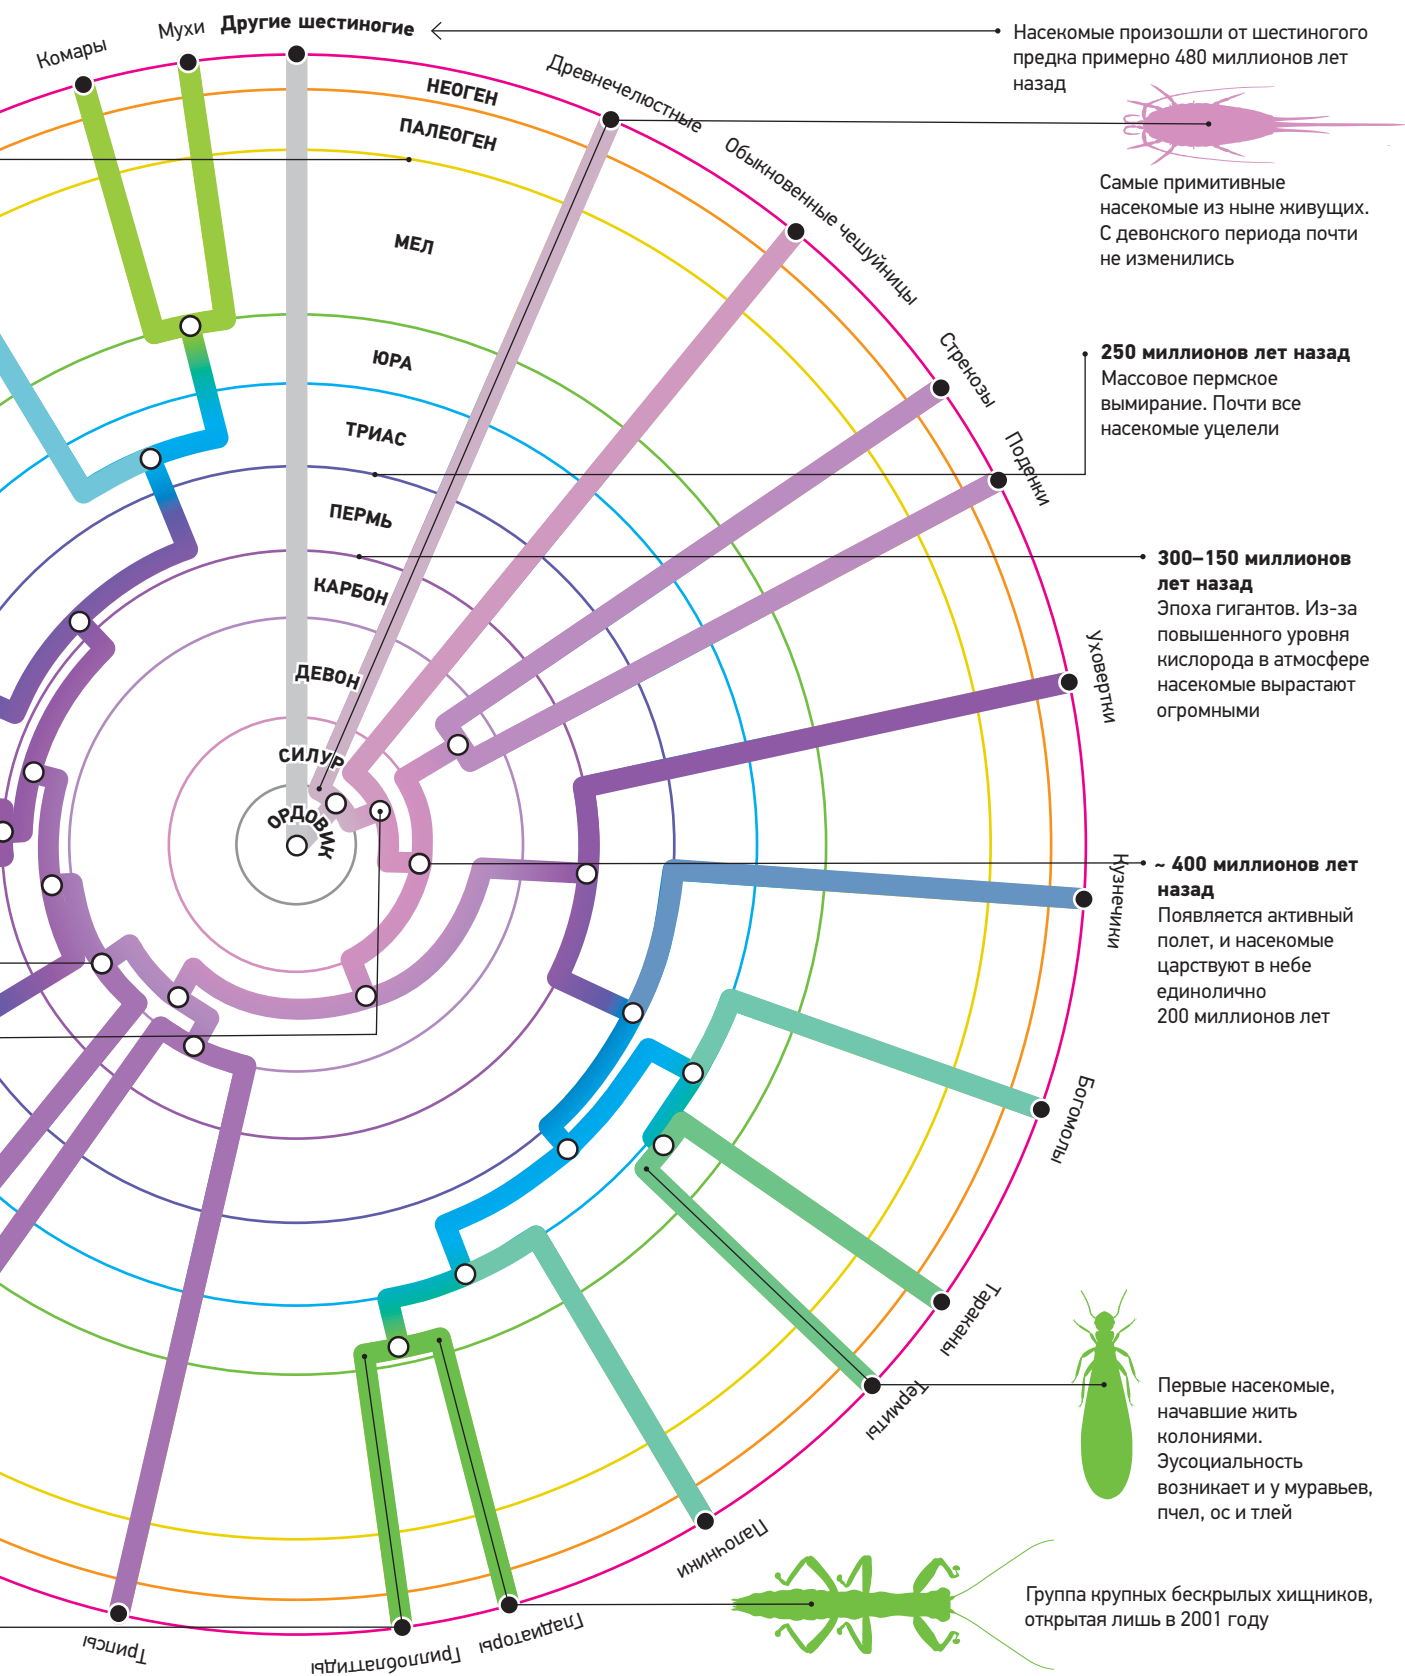 Комары
Мухи
Другие шестиногие
Насекомые произошли от шестиногого
предка примерно 480 миллионов лет
назад
Древнечелюстные
НЕОГЕН
ПАЛЕОГЕН
Обыкновенные чешуйницы
Самые примитивные
насекомые из ныне живущих.
С девонского периода почти
не изменились
МЕЛ
Стрекозы
250 миллионов лет назад
Массовое пермское
вымирание. Почти все
насекомые уцелели
ЮРА
ТРИАС
Поденки
ПЕРМЬ
300–150 миллионов
лет назад
Эпоха гигантов. Из-за
повышенного уровня
кислорода в атмосфере
насекомые вырастают
огромными
КАРБОН
Уховертки
ДЕВОН
СИЛУР
ОРДОВИК
Кузнечики
~ 400 миллионов лет
назад
Появляется активный
полет, и насекомые
царствуют в небе
единолично
200 миллионов лет
Богомолы
Тараканы
Термиты
Первые насекомые,
начавшие жить
колониями.
Эусоциальность
возникает и у муравьев,
пчел, ос и тлей
Палочники
Группа крупных бескрылых хищников,
открытая лишь в 2001 году
Гладиаторы
Гриллоблаттиды
Трипсы